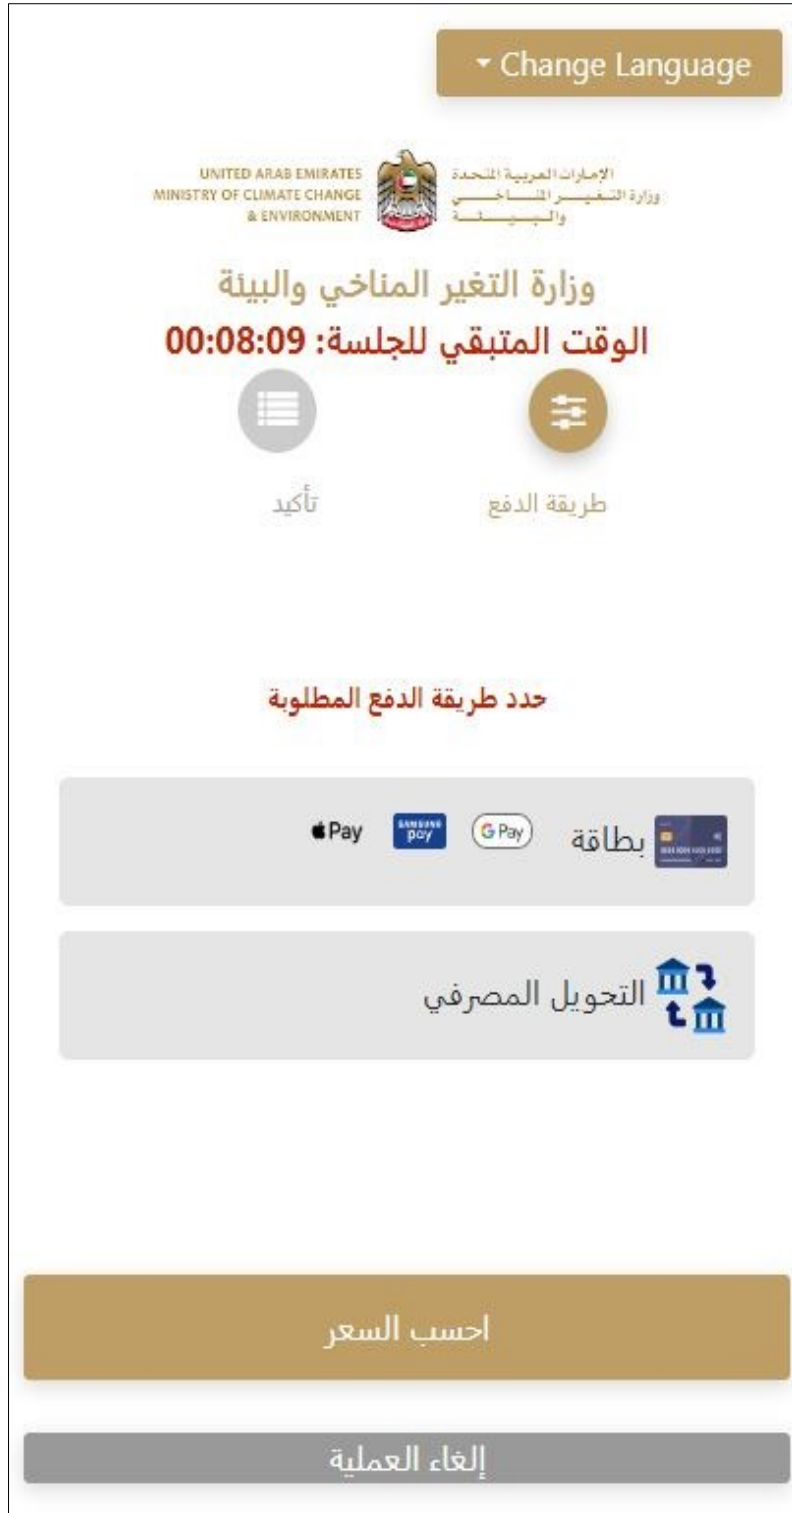 Change Language
UNITED ARAB EMIRATES
MINISTRY OF CLIMATE CHANGE
& ENVIRONMENT
الإمارات العربية المتحدة
وزارة التغير المناخي
والبيئة
وزارة التغير المناخي والبيئة
الوقت المتبقي للجلسة: 00:08:09
طريقة الدفع
تأكيد
حدد طريقة الدفع المطلوبة
بطاقة G Pay SAMSUNG pay Pay
التحويل المصرفي
احسب السعر
إلغاء العملية